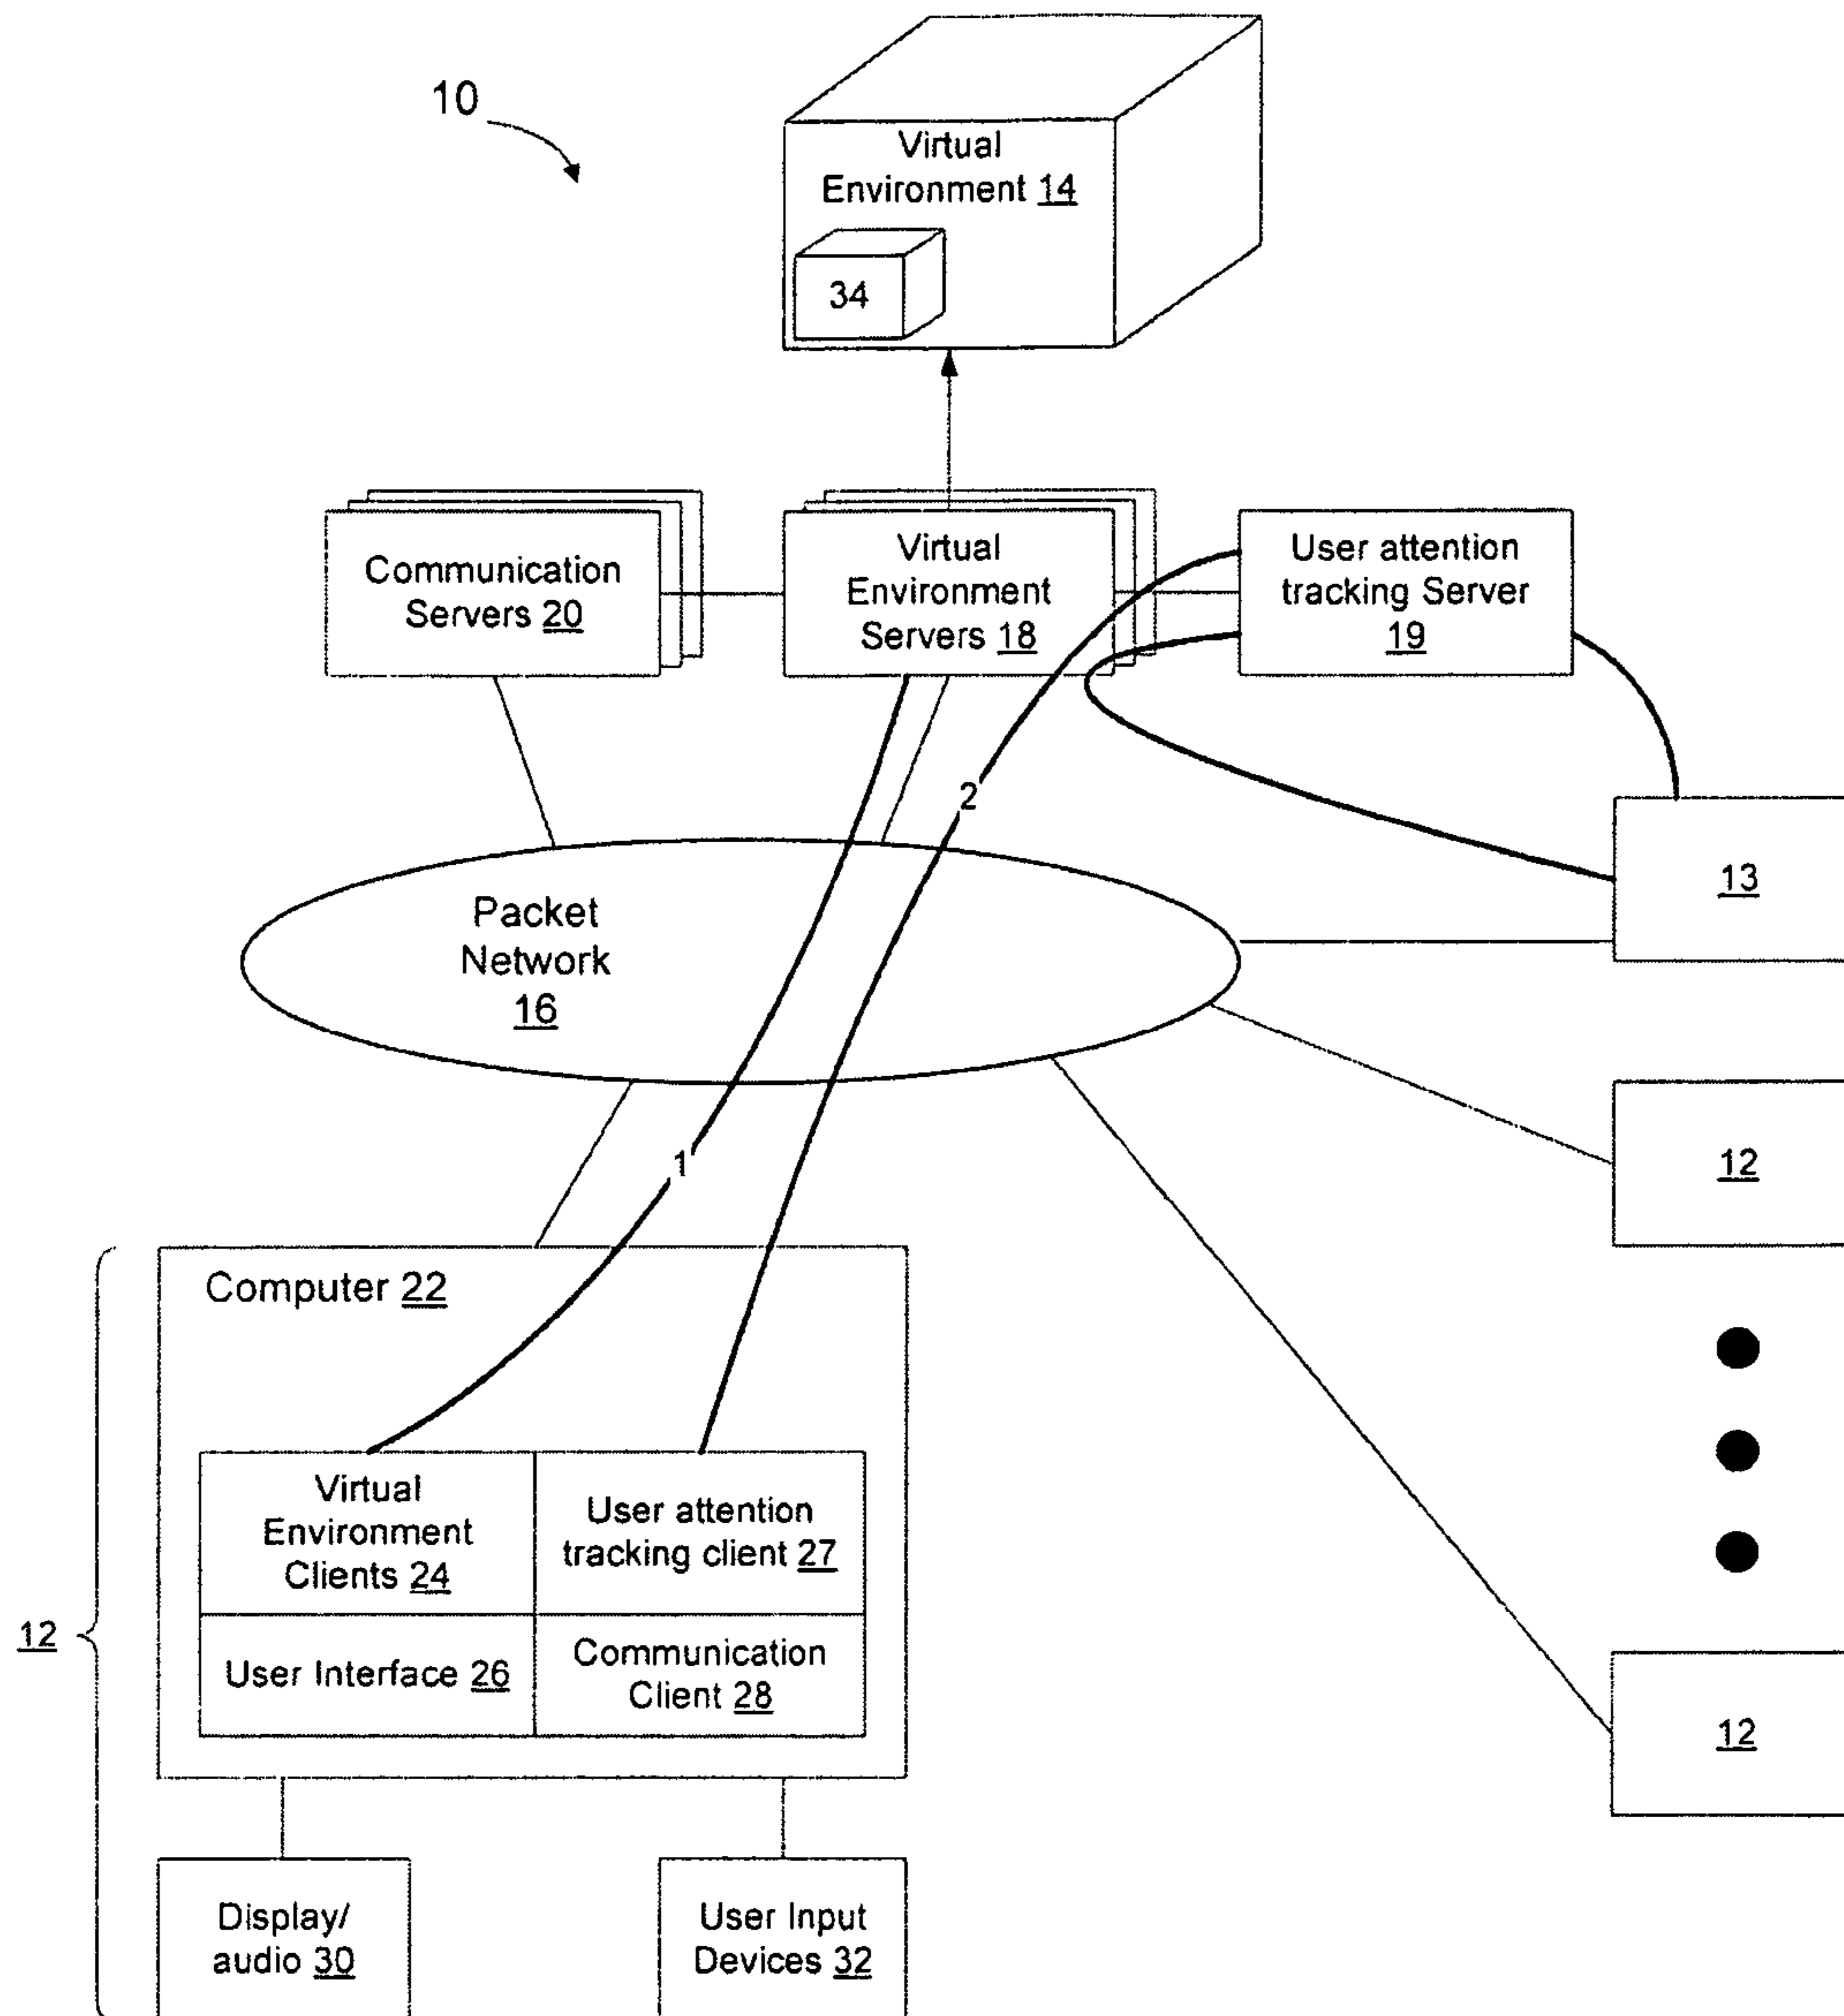 10
Virtual
Environment 14
34
Communication
Servers 20
Virtual
Environment
Servers 18
User attention
tracking Server
19
2
13
Packet
Network
16
1
12
Computer 22
Virtual
Environment
Clients 24
User attention
tracking client 27
12
User Interface 26
Communication
Client 28
12
Display/
audio 30
User Input
Devices 32